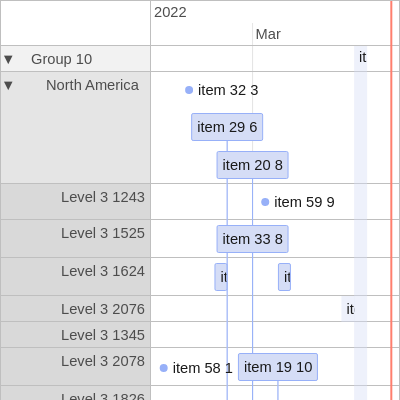 2022
Mar
▼ Group 10 it
▼ North America item 32 3
item 29 6
item 20 8
Level 3 1243 item 59 9
Level 3 1525 item 33 8
Level 3 1624 it it
Level 3 2076 it
Level 3 1345
Level 3 2078 item 58 1 item 19 10
Level 3 1826